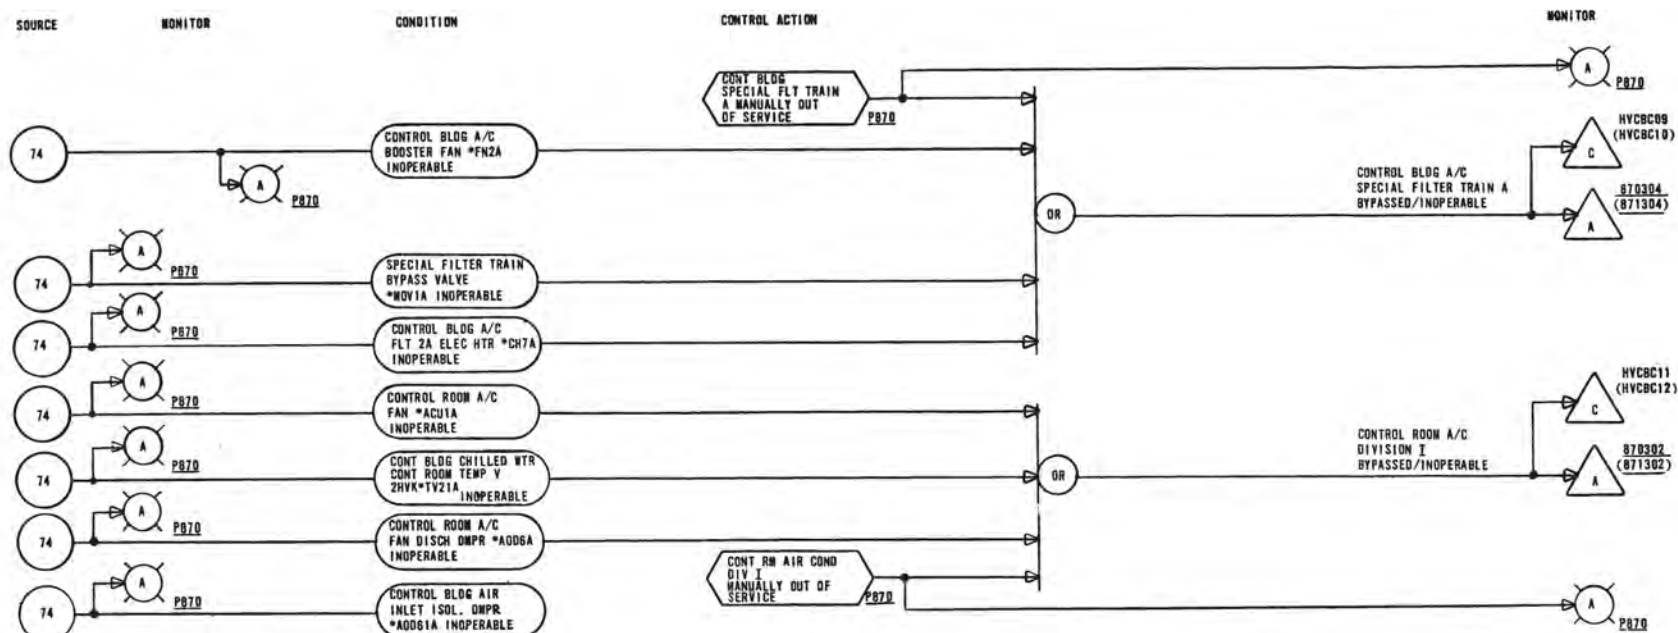 SOURCE
MONITOR
CONDITION
CONTROL ACTION
MONITOR
CONT BLDG
SPECIAL FLT TRAIN
A MANUALLY OUT
OF SERVICE
P870
A
P870
74
A
P870
CONTROL BLDG A/C
BOOSTER FAN *FN2A
INOPERABLE
HVCBC09
(HVCBC10)
C
OR
CONTROL BLDG A/C
SPECIAL FILTER TRAIN A
BYPASSED/INOPERABLE
870304
(871304)
A
74
A
P870
SPECIAL FILTER TRAIN
BYPASS VALVE
*MOV1A INOPERABLE
74
A
P870
CONTROL BLDG A/C
FLT 2A ELEC HTR *CH7A
INOPERABLE
74
A
P870
CONTROL ROOM A/C
FAN *ACU1A
INOPERABLE
HVCBC11
(HVCBC12)
C
74
A
P870
CONT BLDG CHILLED WTR
CONT ROOM TEMP V
2HVK*TV21A
INOPERABLE
OR
CONTROL ROOM A/C
DIVISION I
BYPASSED/INOPERABLE
870302
(871302)
A
74
A
P870
CONTROL ROOM A/C
FAN DISCH DMPR *AOD6A
INOPERABLE
CONT RM AIR COND
DIV I
MANUALLY OUT OF
SERVICE
P870
74
A
P870
CONTROL BLDG AIR
INLET ISOL. DMPR
*AOD61A INOPERABLE
A
P870